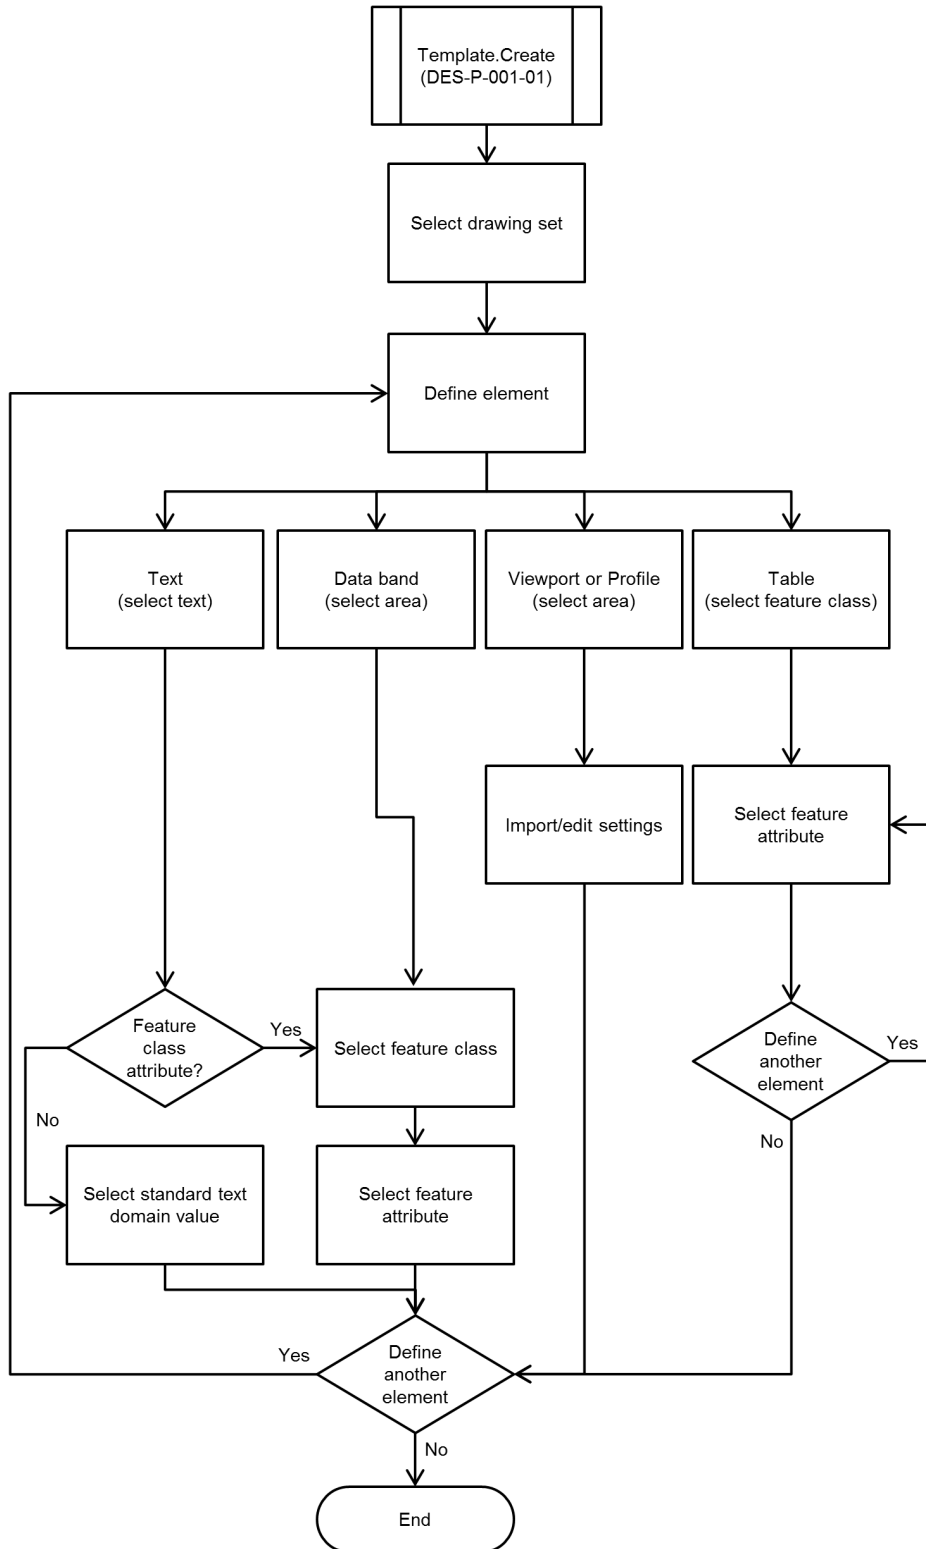 Template.Create
(DES-P-001-01)
Select drawing set
Define element
Text
(select text)
Data band
(select area)
Viewport or Profile
(select area)
Table
(select feature class)
Import/edit settings
Select feature
attribute
Feature
class
attribute?
Yes
No
Select feature class
Define
another
element
Yes
No
Select standard text
domain value
Select feature
attribute
Define
another
element
Yes
No
End